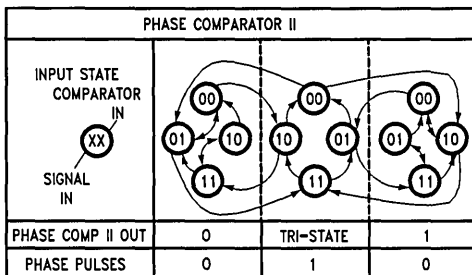 PHASE COMPARATOR II
INPUT STATE
COMPARATOR
IN
XX
SIGNAL
IN
00 00 00
01 10 10 01 01 10
11 11 11
PHASE COMP II OUT 0 TRI-STATE 1
PHASE PULSES 0 1 0